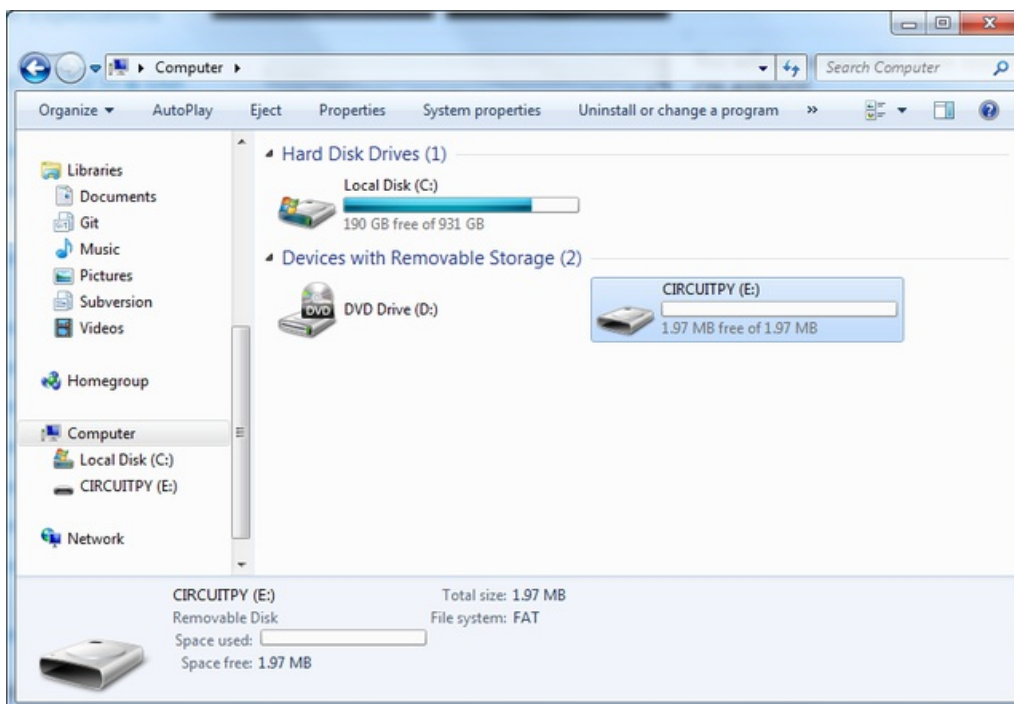 Computer
Search Computer
Organize AutoPlay Eject Properties System properties Uninstall or change a program »
Libraries
Documents
Git
Music
Pictures
Subversion
Videos
Homegroup
Computer
Local Disk (C:)
CIRCUITPY (E:)
Network
Hard Disk Drives (1)
Local Disk (C:)
190 GB free of 931 GB
Devices with Removable Storage (2)
DVD
DVD Drive (D:)
CIRCUITPY (E:)
1.97 MB free of 1.97 MB
CIRCUITPY (E:) Total size: 1.97 MB
Removable Disk File system: FAT
Space used:
Space free: 1.97 MB